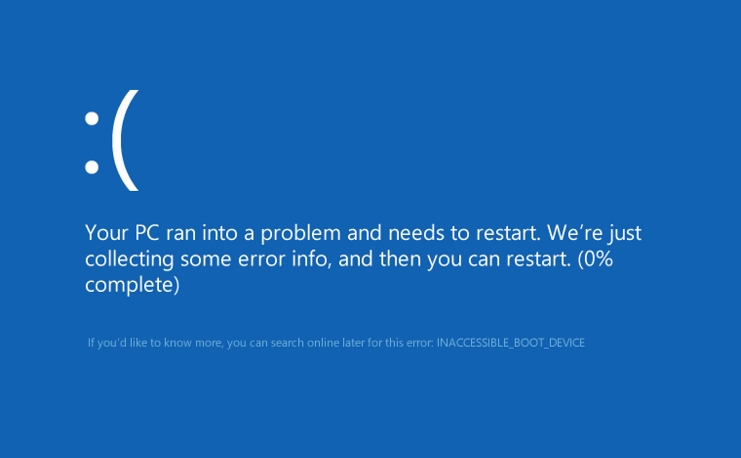 :(
Your PC ran into a problem and needs to restart. We're just
collecting some error info, and then you can restart. (0%
complete)
If you'd like to know more, you can search online later for this error: INACCESSIBLE_BOOT_DEVICE